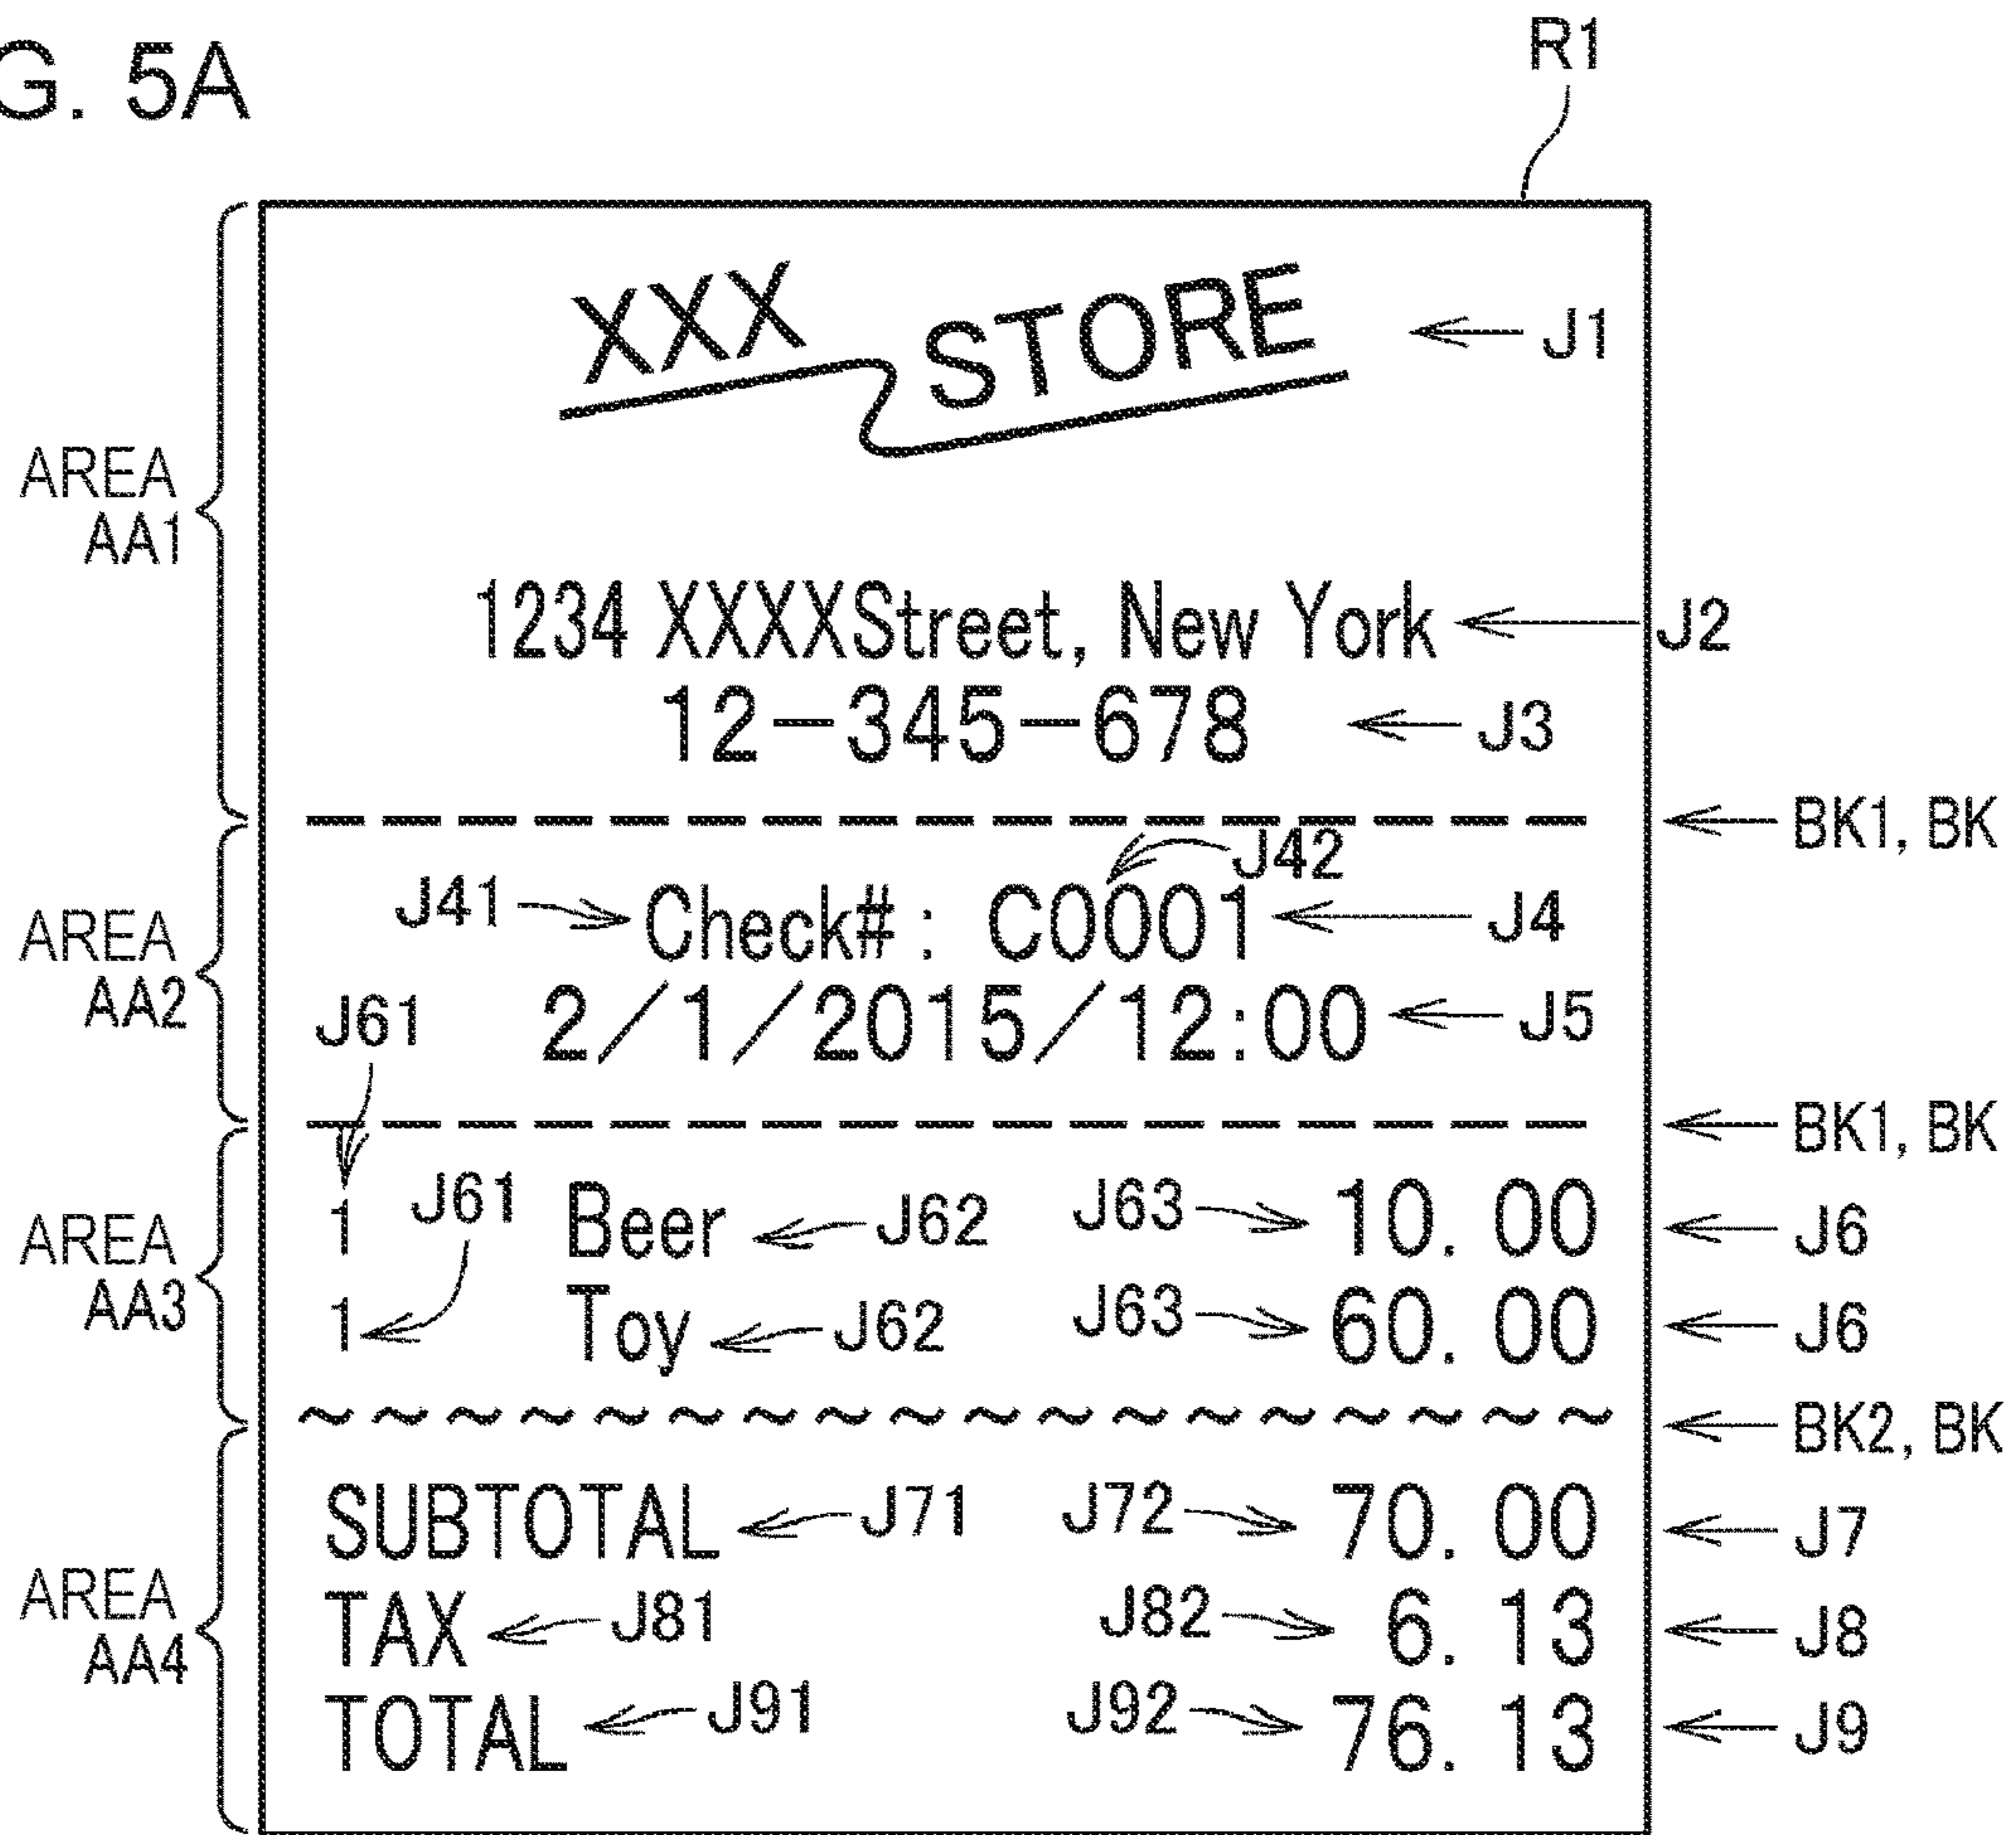 G. 5A
R1
XXX STORE J1
AREA AA1
1234 XXXXStreet, New York J2
12-345-678 J3
BK1, BK
J42
J41 Check#: C0001 J4
AREA AA2
J61 2/1/2015/12:00 J5
BK1, BK
AREA AA3
1 J61 Beer J62 J63 10.00 J6
1 Toy J62 J63 60.00 J6
~~~~~~~~~~~~~~~~~~ BK2, BK
AREA AA4
SUBTOTAL J71 J72 70.00 J7
TAX J81 J82 6.13 J8
TOTAL J91 J92 76.13 J9